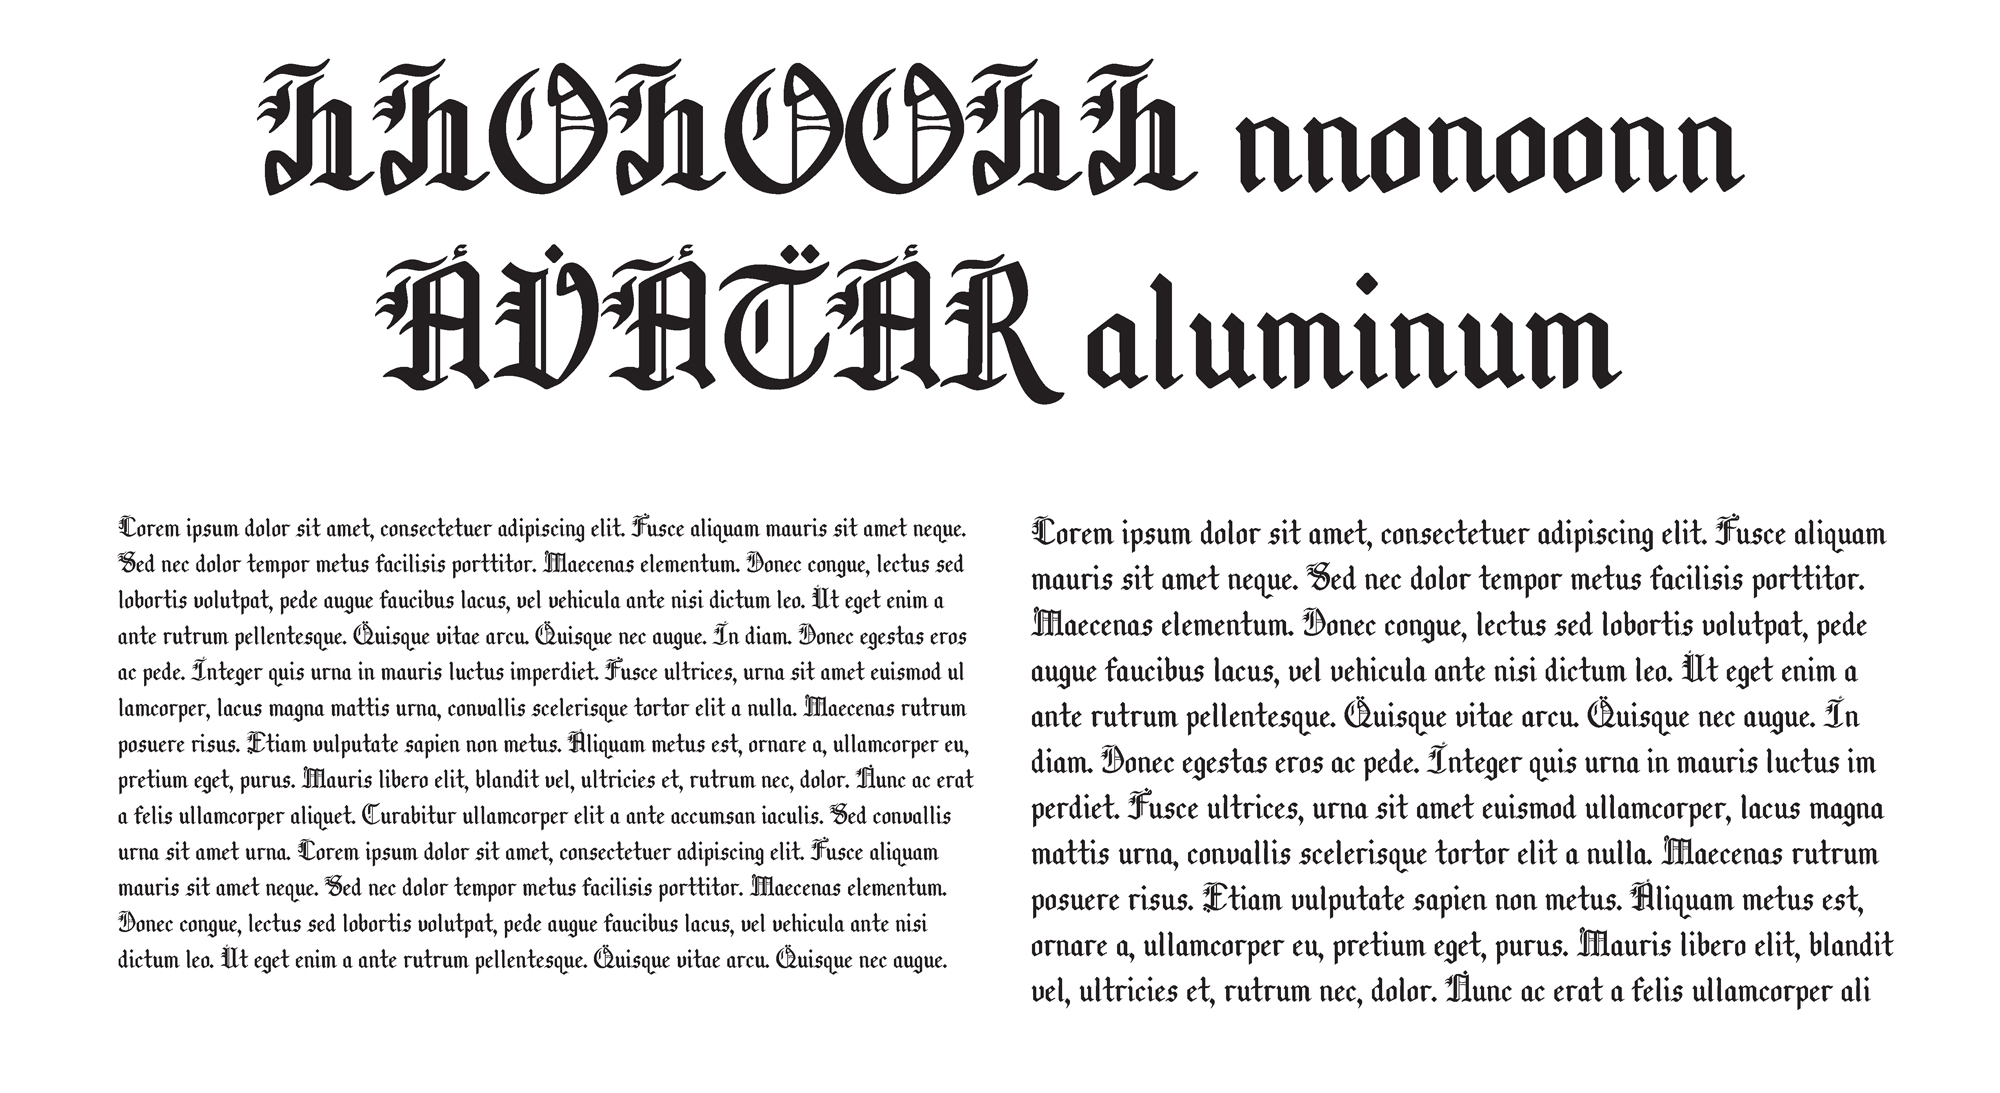 HHOHOOHH nnonoonn
AVATAR aluminum
Lorem ipsum dolor sit amet, consectetuer adipiscing elit. Fusce aliquam mauris sit amet neque.
Sed nec dolor tempor metus facilisis porttitor. Maecenas elementum. Donec congue, lectus sed
lobortis volutpat, pede augue faucibus lacus, vel vehicula ante nisi dictum leo. Ut eget enim a
ante rutrum pellentesque. Quisque vitae arcu. Quisque nec augue. In diam. Donec egestas eros
ac pede. Integer quis urna in mauris luctus imperdiet. Fusce ultrices, urna sit amet euismod ul
lamcorper, lacus magna mattis urna, convallis scelerisque tortor elit a nulla. Maecenas rutrum
posuere risus. Etiam vulputate sapien non metus. Aliquam metus est, ornare a, ullamcorper eu,
pretium eget, purus. Mauris libero elit, blandit vel, ultricies et, rutrum nec, dolor. Nunc ac erat
a felis ullamcorper aliquet. Curabitur ullamcorper elit a ante accumsan iaculis. Sed convallis
urna sit amet urna. Lorem ipsum dolor sit amet, consectetuer adipiscing elit. Fusce aliquam
mauris sit amet neque. Sed nec dolor tempor metus facilisis porttitor. Maecenas elementum.
Donec congue, lectus sed lobortis volutpat, pede augue faucibus lacus, vel vehicula ante nisi
dictum leo. Ut eget enim a ante rutrum pellentesque. Quisque vitae arcu. Quisque nec augue.
Lorem ipsum dolor sit amet, consectetuer adipiscing elit. Fusce aliquam
mauris sit amet neque. Sed nec dolor tempor metus facilisis porttitor.
Maecenas elementum. Donec congue, lectus sed lobortis volutpat, pede
augue faucibus lacus, vel vehicula ante nisi dictum leo. Ut eget enim a
ante rutrum pellentesque. Quisque vitae arcu. Quisque nec augue. In
diam. Donec egestas eros ac pede. Integer quis urna in mauris luctus im
perdiet. Fusce ultrices, urna sit amet euismod ullamcorper, lacus magna
mattis urna, convallis scelerisque tortor elit a nulla. Maecenas rutrum
posuere risus. Etiam vulputate sapien non metus. Aliquam metus est,
ornare a, ullamcorper eu, pretium eget, purus. Mauris libero elit, blandit
vel, ultricies et, rutrum nec, dolor. Nunc ac erat a felis ullamcorper ali